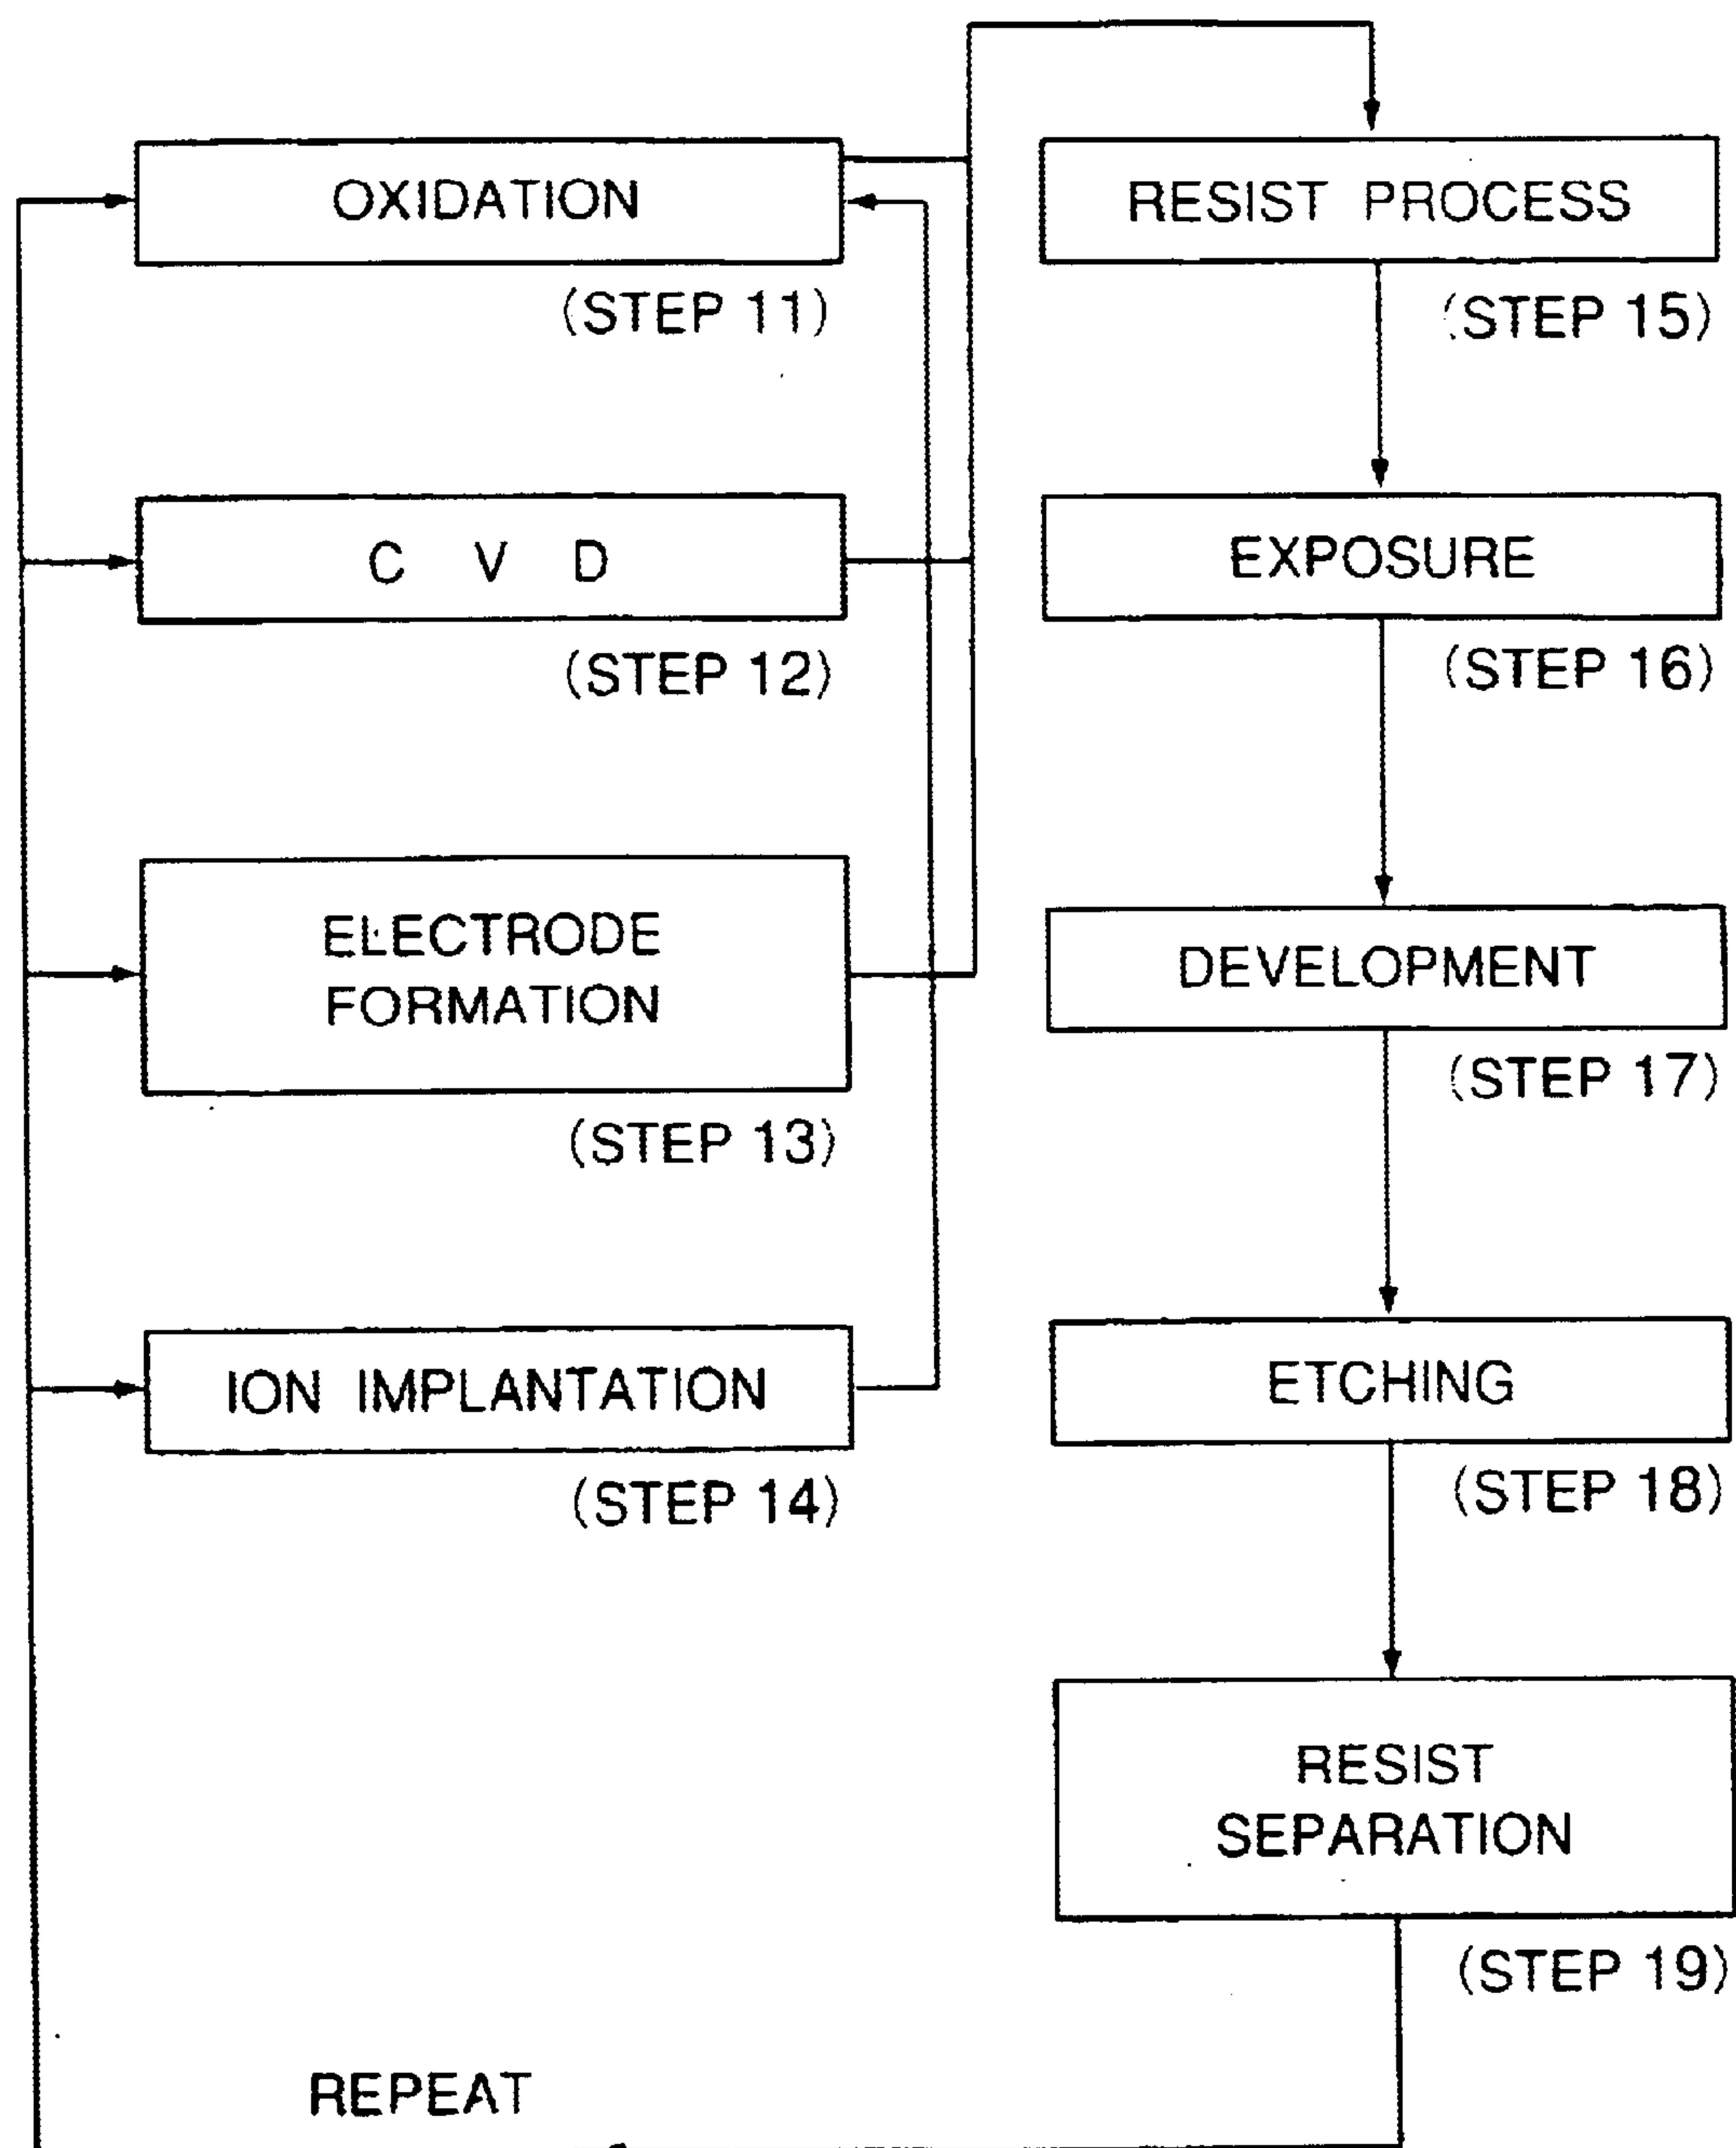 OXIDATION
(STEP 11)
C V D
(STEP 12)
ELECTRODE
FORMATION
(STEP 13)
ION IMPLANTATION
(STEP 14)
RESIST PROCESS
(STEP 15)
EXPOSURE
(STEP 16)
DEVELOPMENT
(STEP 17)
ETCHING
(STEP 18)
RESIST
SEPARATION
(STEP 19)
REPEAT